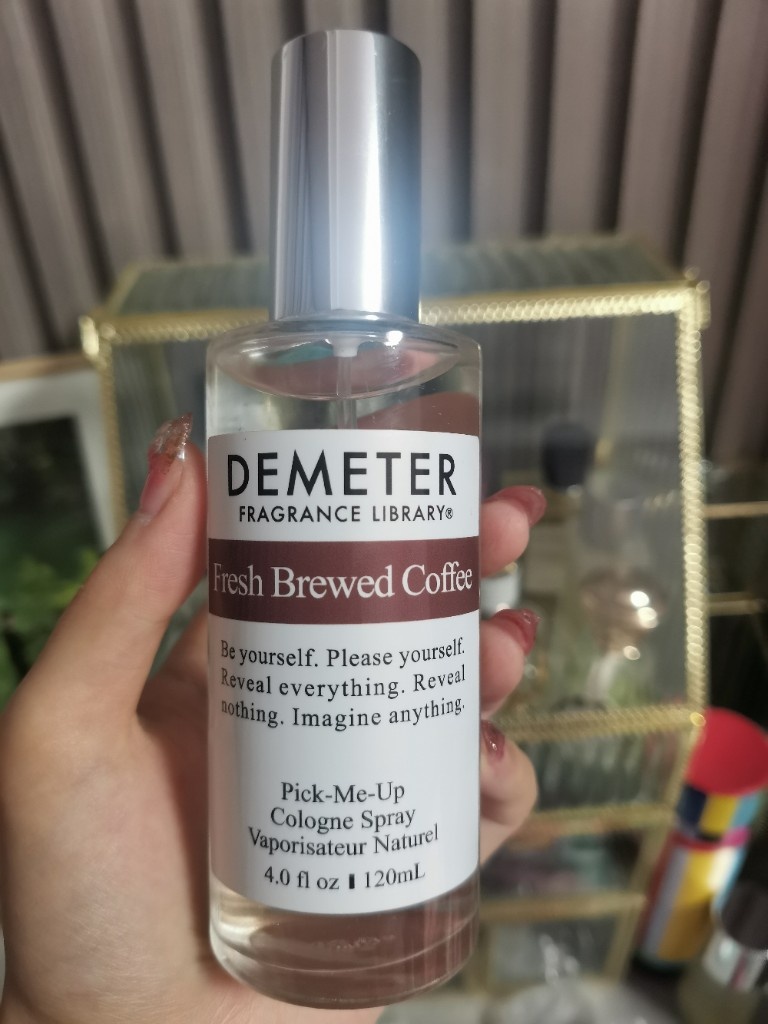 DEMETER
FRAGRANCE LIBRARY®
Fresh Brewed Coffee
Be yourself. Please yourself.
Reveal everything. Reveal
nothing. Imagine anything.
Pick-Me-Up
Cologne Spray
Vaporisateur Naturel
4.0 fl oz ▮ 120mL